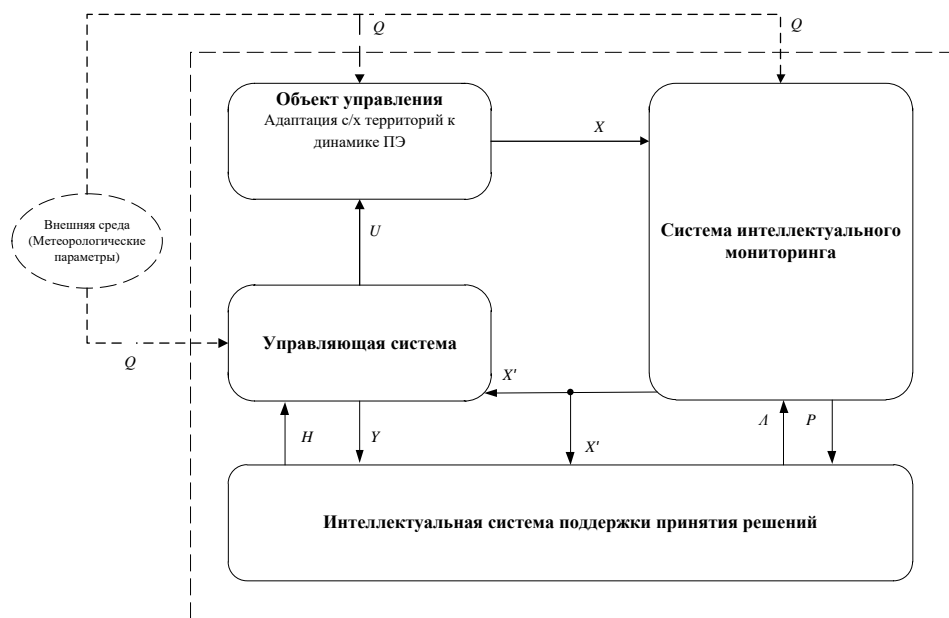 Q
Q
Объект управления
Адаптация с/х территорий к
динамике ПЭ
X
Внешняя среда
(Метеорологические
параметры)
U
Система интеллектуального
мониторинга
Управляющая система
Q
X'
H
Y
X'
Λ
P
Интеллектуальная система поддержки принятия решений